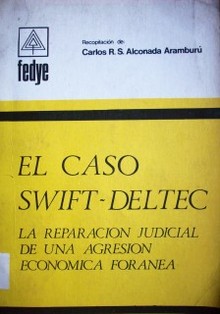 Recopilación de
Carlos R. S. Alconada Aramburú
fedye
EL CASO
SWIFT-DELTEC
LA REPARACION JUDICIAL
DE UNA AGRESION
ECONOMICA FORANEA